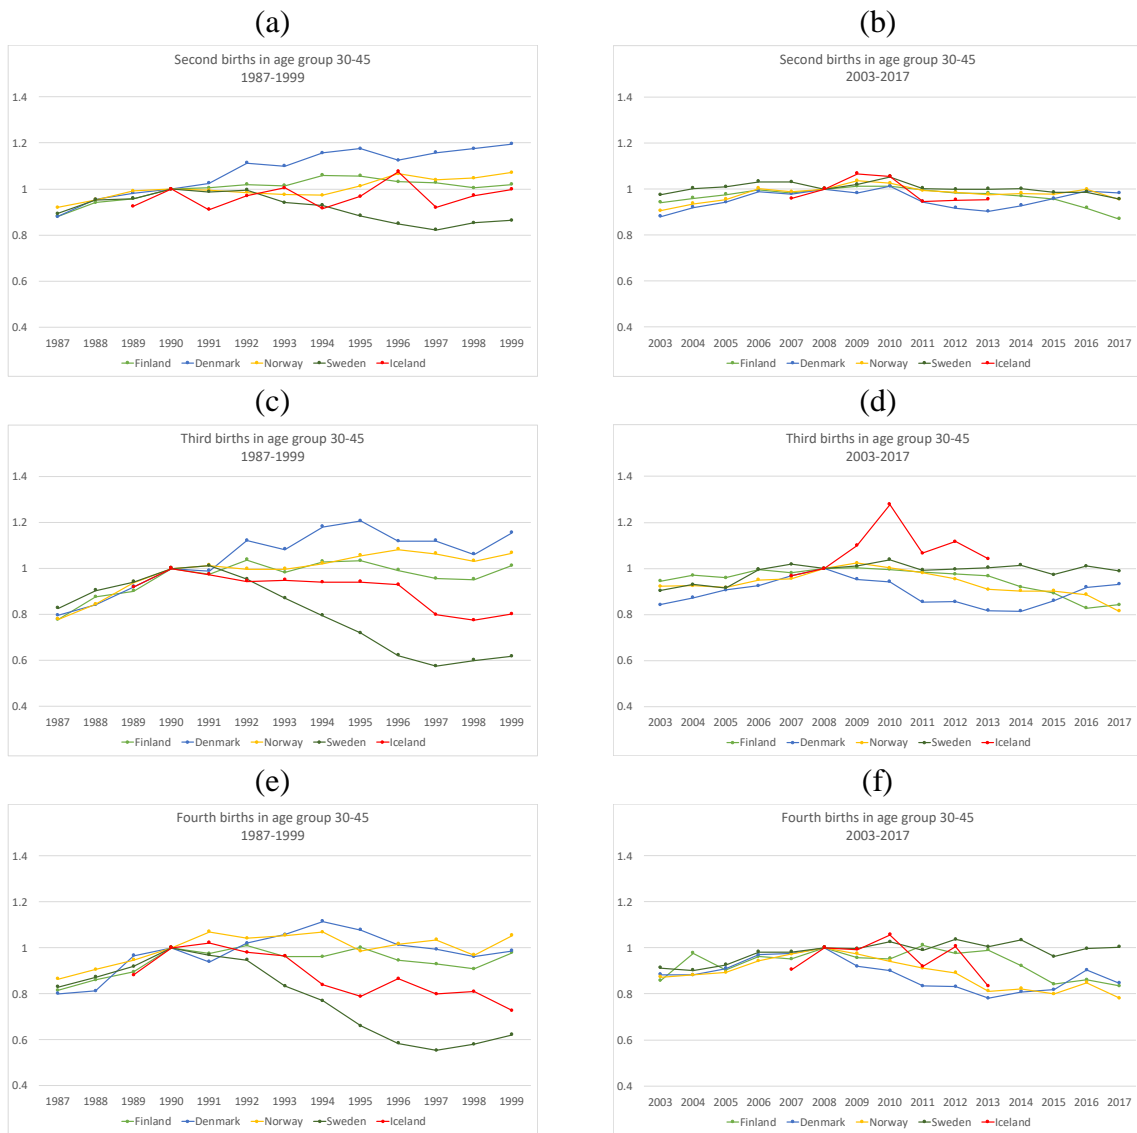 (a)
Second births in age group 30-45
1987-1999
1.4
1.2
1
0.8
0.6
0.4
1987 1988 1989 1990 1991 1992 1993 1994 1995 1996 1997 1998 1999
Finland Denmark Norway Sweden Iceland
(b)
Second births in age group 30-45
2003-2017
1.4
1.2
1
0.8
0.6
0.4
2003 2004 2005 2006 2007 2008 2009 2010 2011 2012 2013 2014 2015 2016 2017
Finland Denmark Norway Sweden Iceland
(c)
Third births in age group 30-45
1987-1999
1.4
1.2
1
0.8
0.6
0.4
1987 1988 1989 1990 1991 1992 1993 1994 1995 1996 1997 1998 1999
Finland Denmark Norway Sweden Iceland
(d)
Third births in age group 30-45
2003-2017
1.4
1.2
1
0.8
0.6
0.4
2003 2004 2005 2006 2007 2008 2009 2010 2011 2012 2013 2014 2015 2016 2017
Finland Denmark Norway Sweden Iceland
(e)
Fourth births in age group 30-45
1987-1999
1.4
1.2
1
0.8
0.6
0.4
1987 1988 1989 1990 1991 1992 1993 1994 1995 1996 1997 1998 1999
Finland Denmark Norway Sweden Iceland
(f)
Fourth births in age group 30-45
2003-2017
1.4
1.2
1
0.8
0.6
0.4
2003 2004 2005 2006 2007 2008 2009 2010 2011 2012 2013 2014 2015 2016 2017
Finland Denmark Norway Sweden Iceland